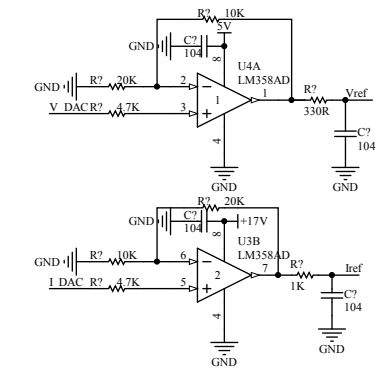 R? 10K
5V
GND C?
104 8 U4A
LM358AD
GND R? 20K 2 1 1 R? Vref
V_DAC R? 4.7K 3 330R
C?
104
4
GND GND
R? 20K
GND C? +17V
104 8 U3B
LM358AD
GND R? 10K 6 2 7 R? Iref
I_DAC R? 4.7K 5 1K
C?
104
4
GND
GND